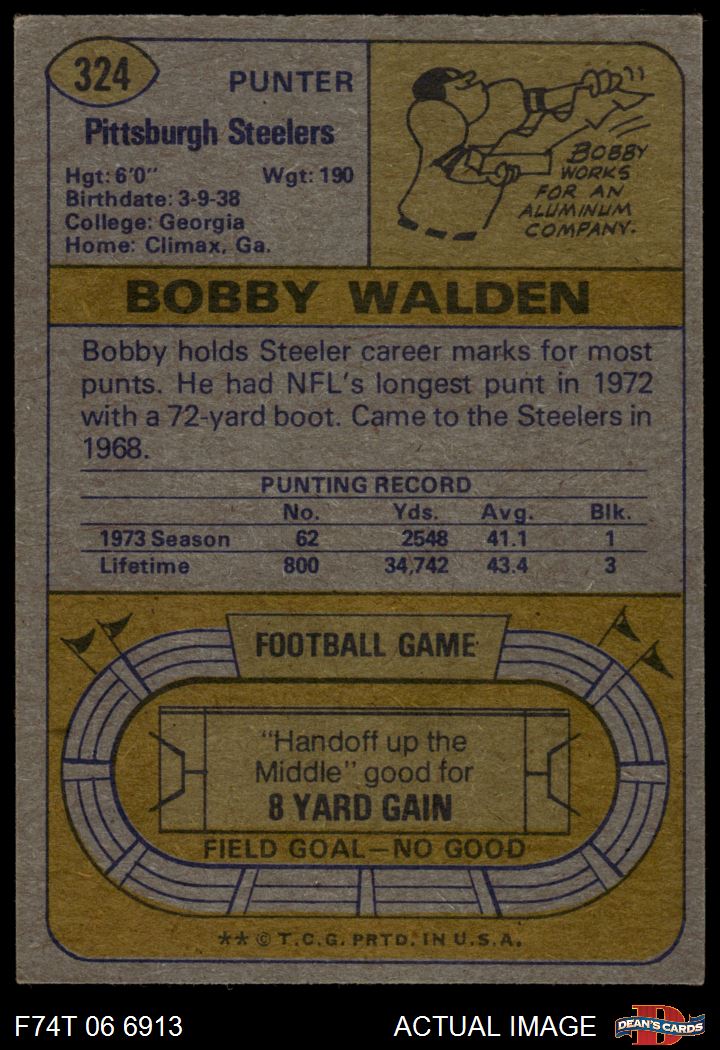 324
PUNTER
Pittsburgh Steelers
Hgt: 6'0" Wgt: 190
Birthdate: 3-9-38
College: Georgia
Home: Climax, Ga.
BOBBY
WORKS
FOR AN
ALUMINUM
COMPANY.
BOBBY WALDEN
Bobby holds Steeler career marks for most
punts. He had NFL's longest punt in 1972
with a 72-yard boot. Came to the Steelers in
1968.
PUNTING RECORD
No. Yds. Avg. Blk.
1973 Season 62 2548 41.1 1
Lifetime 800 34,742 43.4 3
FOOTBALL GAME
"Handoff up the
Middle" good for
8 YARD GAIN
FIELD GOAL—NO GOOD
** © T.C.G. PRTD. IN U.S.A.
F74T 06 6913 ACTUAL IMAGE
D
DEAN'S CARDS